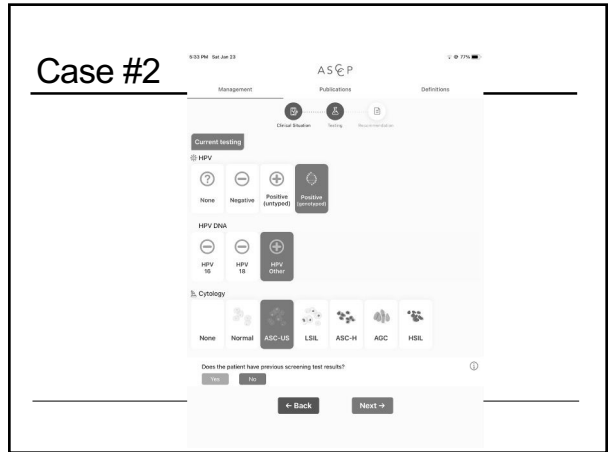 Case #2
6:33 PM Sat Jan 23
77%
ASCCP
Management Publications Definitions
Clinical Situation Testing Recommendation
Current testing
HPV
None Negative Positive (untyped) Positive (genotyped)
HPV DNA
HPV 16 HPV 18 HPV Other
Cytology
None Normal ASC-US LSIL ASC-H AGC HSIL
Does the patient have previous screening test results?
Yes No
← Back Next →